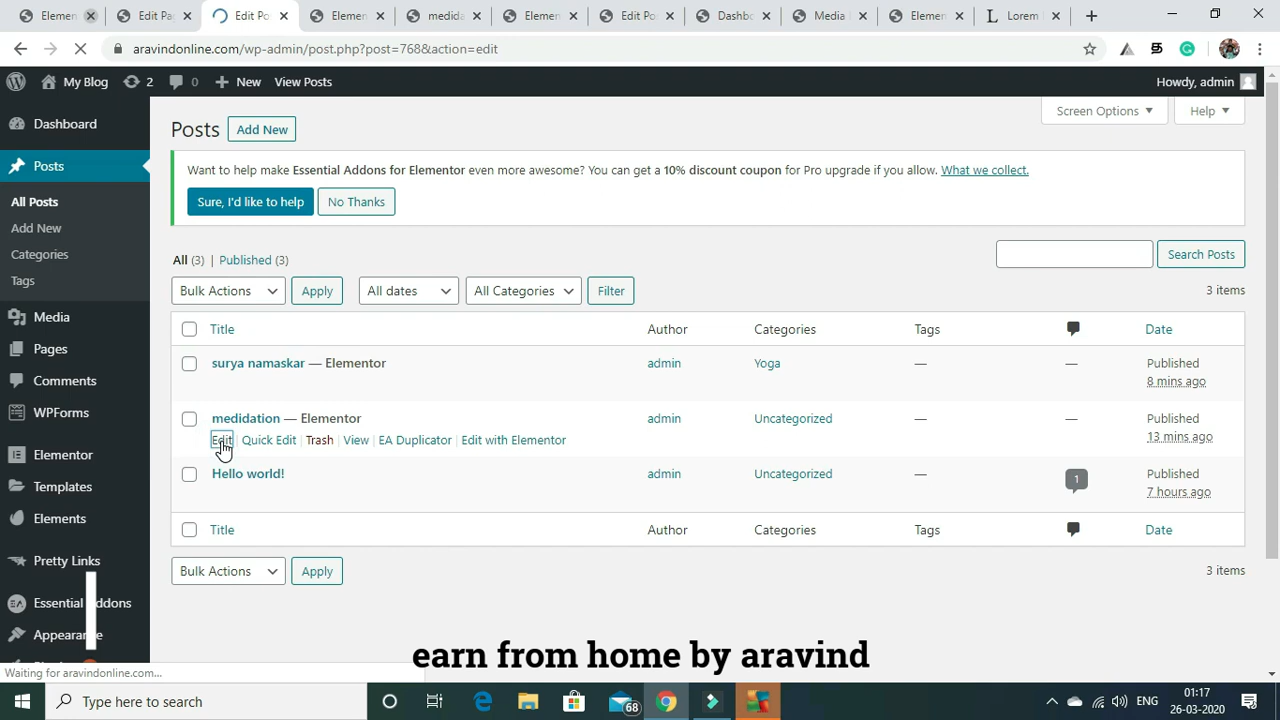 Elemen
Edit Pa
Edit Po
Elemen
medida
Elemen
Edit Po
Dashb
Media
Elemen
Lorem
aravindonline.com/wp-admin/post.php?post=768&action=edit
My Blog 2 0 New View Posts Howdy, admin
Dashboard
Posts
All Posts
Add New
Categories
Tags
Media
Pages
Comments
WPForms
Elementor
Templates
Elements
Pretty Links
Essential Addons
Appearance
Posts Add New Screen Options Help
Want to help make Essential Addons for Elementor even more awesome? You can get a 10% discount coupon for Pro upgrade if you allow. What we collect.
Sure, I'd like to help No Thanks
All (3) | Published (3) Search Posts
Bulk Actions Apply All dates All Categories Filter 3 items
Title Author Categories Tags Date
surya namaskar — Elementor admin Yoga — — Published
8 mins ago
medidation — Elementor admin Uncategorized — — Published
Edit | Quick Edit | Trash | View | EA Duplicator | Edit with Elementor 13 mins ago
Hello world! admin Uncategorized — 1 Published
7 hours ago
Title Author Categories Tags Date
Bulk Actions Apply 3 items
earn from home by aravind
Waiting for aravindonline.com...
Type here to search 68 ENG 01:17
26-03-2020